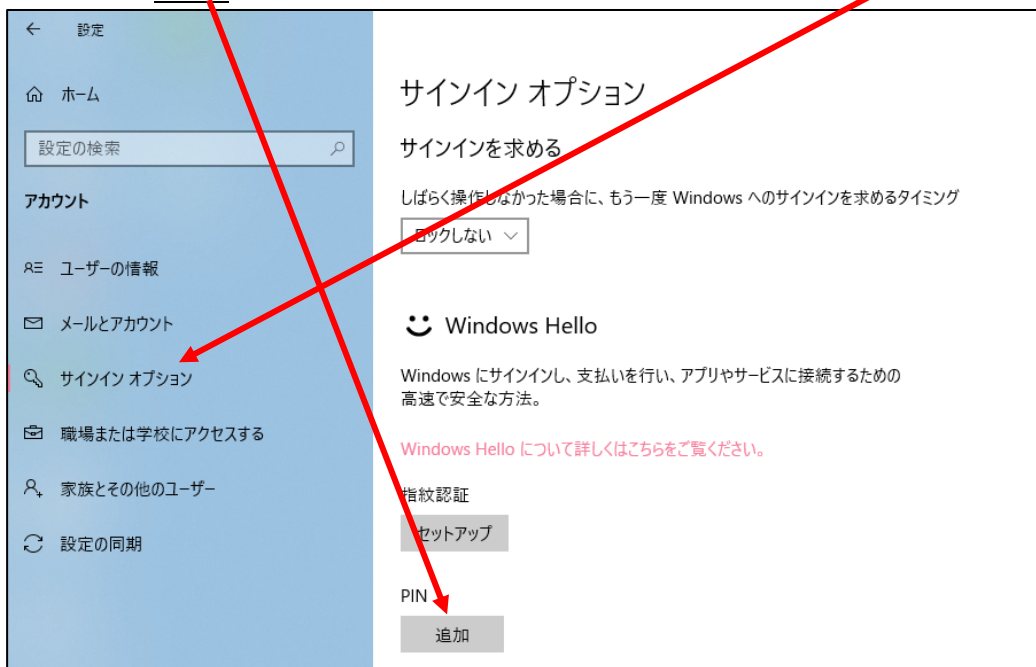 設定
ホーム
設定の検索
アカウント
ユーザーの情報
メールとアカウント
サインイン オプション
職場または学校にアクセスする
家族とその他のユーザー
設定の同期
サインイン オプション
サインインを求める
しばらく操作しなかった場合に、もう一度 Windows へのサインインを求めるタイミング
ロックしない
Windows Hello
Windows にサインインし、支払いを行い、アプリやサービスに接続するための
高速で安全な方法。
Windows Hello について詳しくはこちらをご覧ください。
指紋認証
セットアップ
PIN
追加